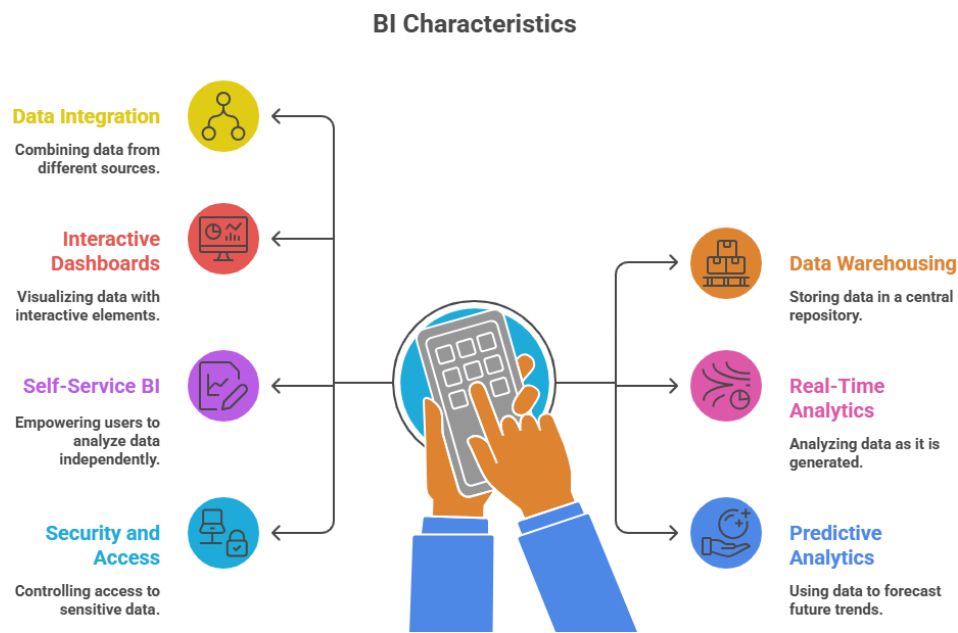 BI Characteristics
Data Integration
Combining data from
different sources.
Interactive
Dashboards
Visualizing data with
interactive elements.
Self-Service BI
Empowering users to
analyze data
independently.
Security and
Access
Controlling access to
sensitive data.
Data Warehousing
Storing data in a central
repository.
Real-Time
Analytics
Analyzing data as it is
generated.
Predictive
Analytics
Using data to forecast
future trends.